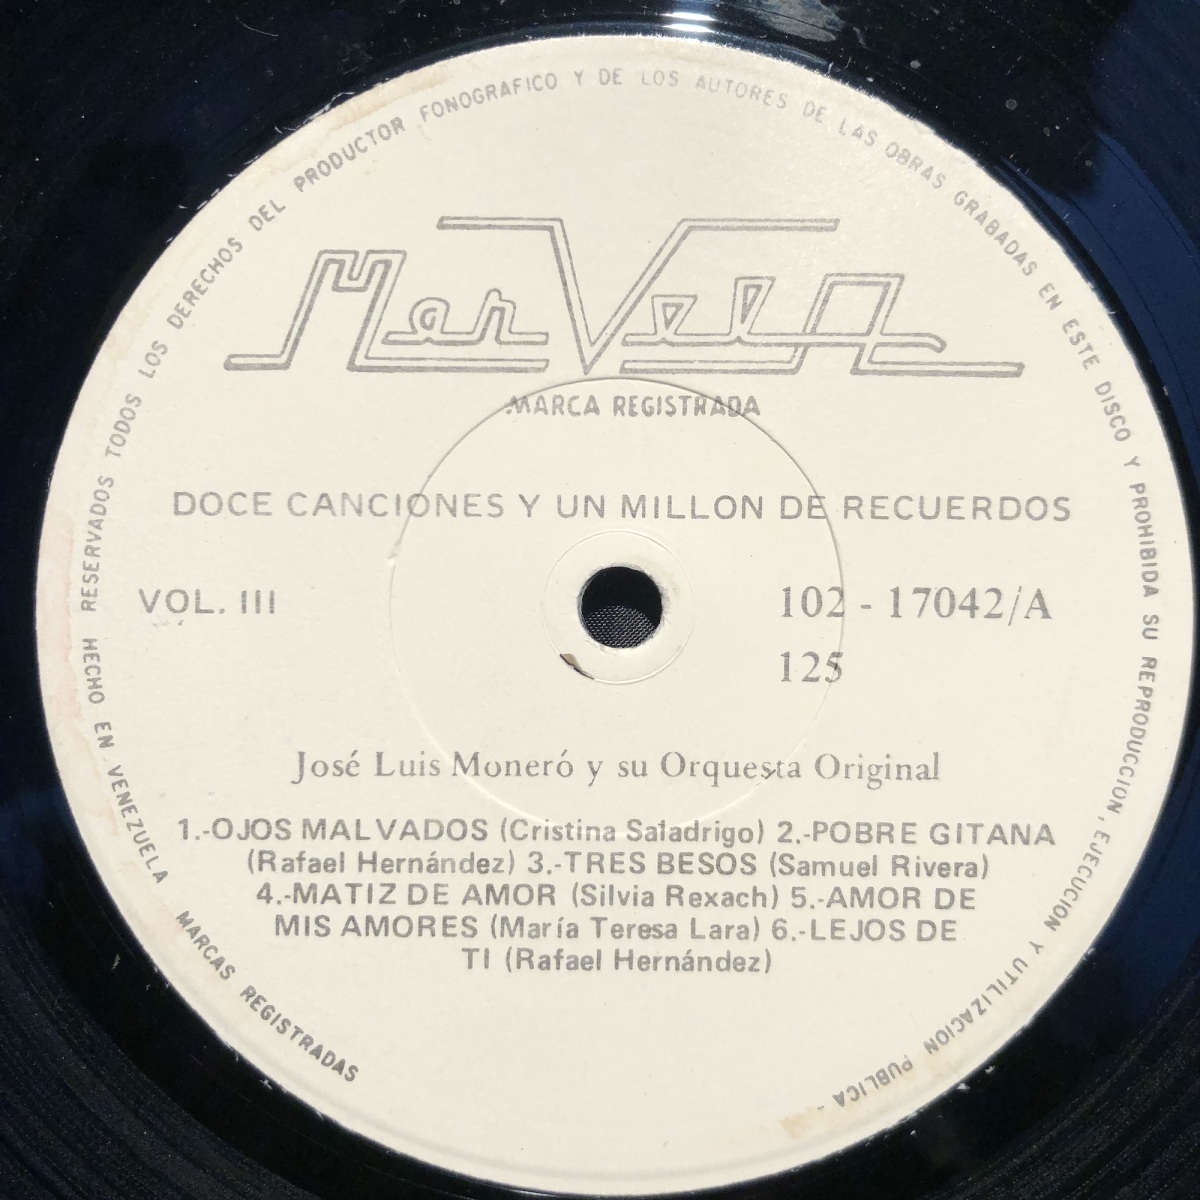 HECHO EN VENEZUELA RESERVADOS TODOS LOS DERECHOS DEL PRODUCTOR FONOGRAFICO Y DE LOS AUTORES DE LAS OBRAS GRABADAS EN ESTE DISCO Y PROHIBIDA SU REPRODUCCION, EJECUCION Y UTILIZACION PUBLICA -
MarVela
MARCA REGISTRADA
DOCE CANCIONES Y UN MILLON DE RECUERDOS
VOL. III
102 - 17042/A
125
José Luis Moneró y su Orquesta Original
1.-OJOS MALVADOS (Cristina Saladrigo) 2.-POBRE GITANA
(Rafael Hernández) 3.-TRES BESOS (Samuel Rivera)
4.-MATIZ DE AMOR (Silvia Rexach) 5.-AMOR DE
MIS AMORES (María Teresa Lara) 6.-LEJOS DE
TI (Rafael Hernández)
MARCAS REGISTRADAS